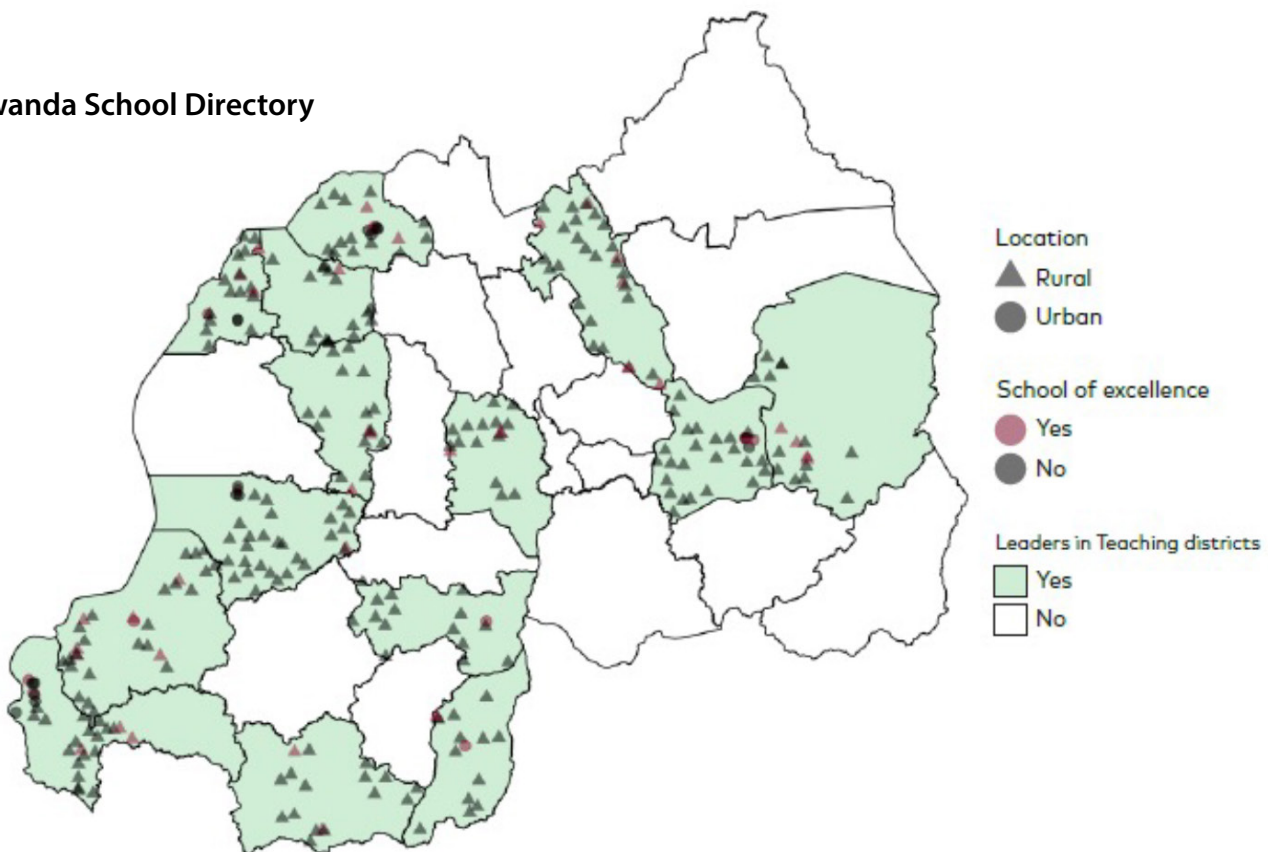 wanda School Directory
Location
Rural
Urban
School of excellence
Yes
No
Leaders in Teaching districts
Yes
No